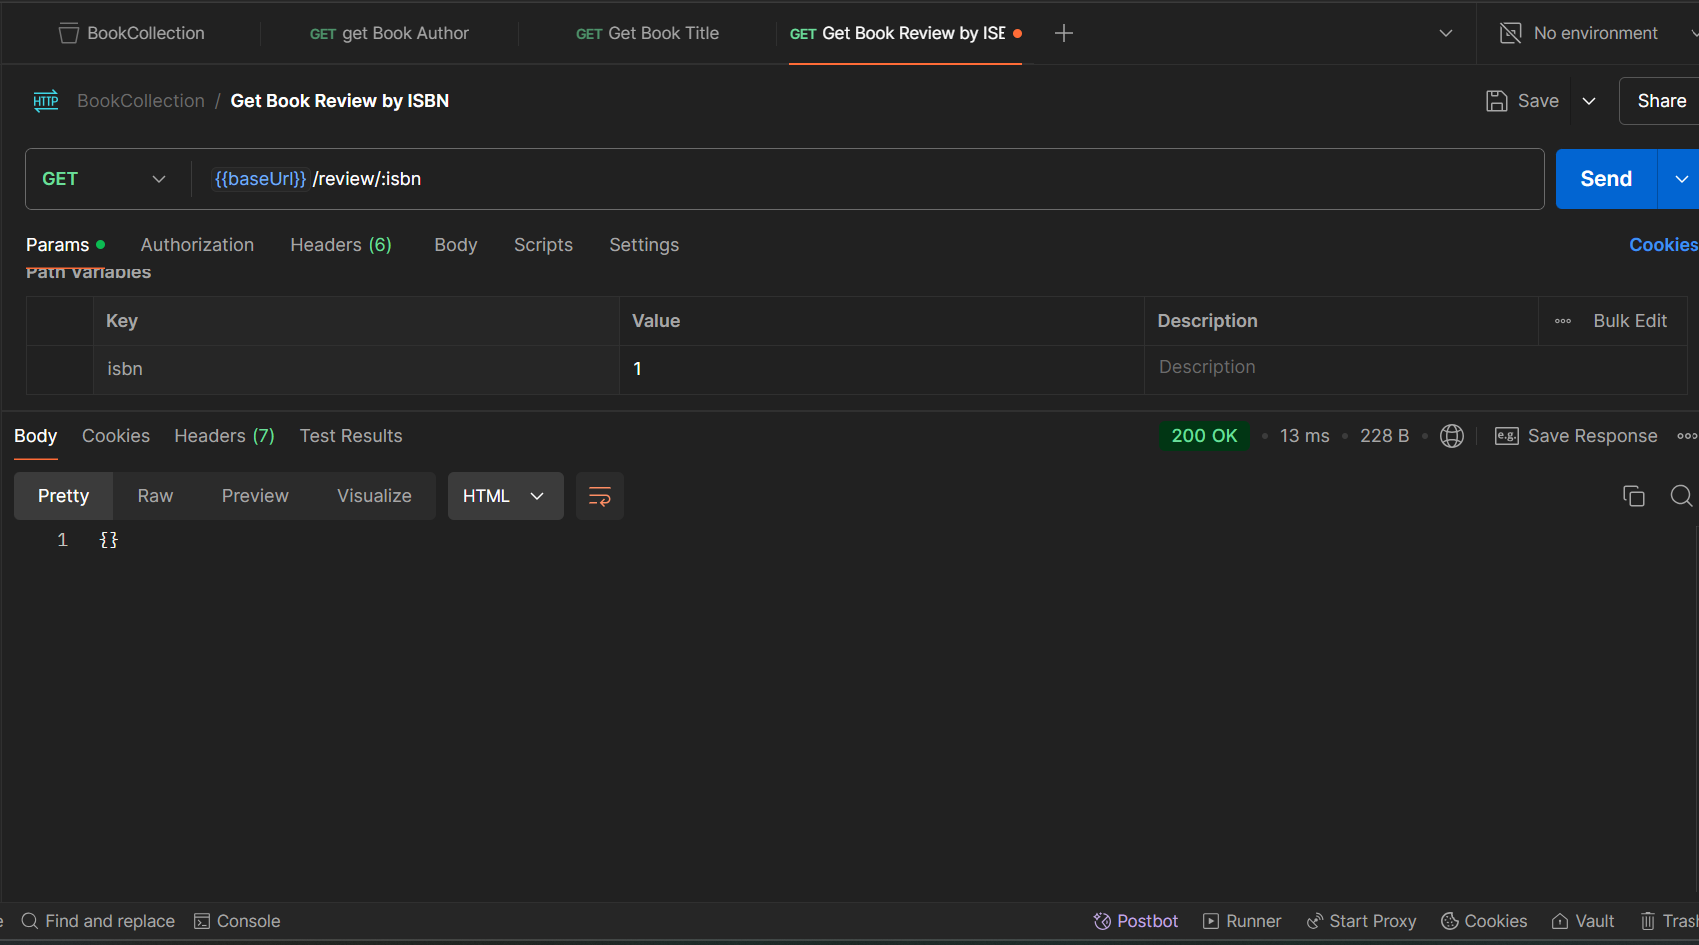 BookCollection GET get Book Author GET Get Book Title GET Get Book Review by ISE No environment
HTTP BookCollection / Get Book Review by ISBN Save Share
GET {{baseUrl}} /review/:isbn Send
Params Authorization Headers (6) Body Scripts Settings Cookies
Path Variables
Key Value Description Bulk Edit
isbn 1 Description
Body Cookies Headers (7) Test Results 200 OK 13 ms 228 B e.g. Save Response
Pretty Raw Preview Visualize HTML
1 {}
Find and replace Console Postbot Runner Start Proxy Cookies Vault Trash